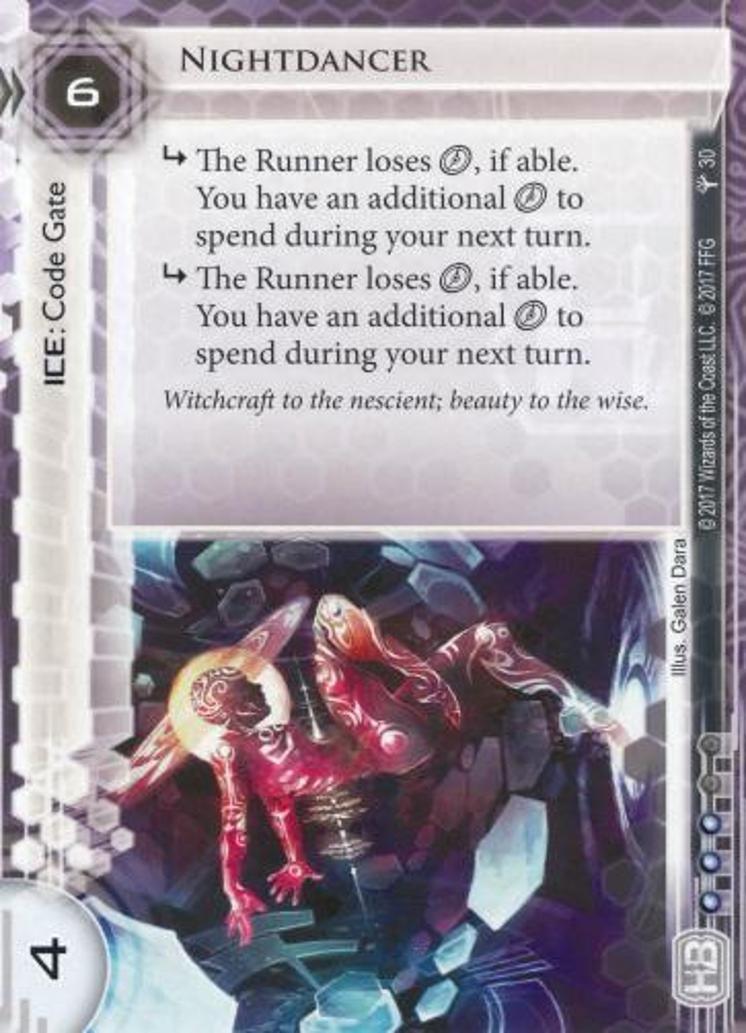 6
NIGHTDANCER
ICE: Code Gate
↳ The Runner loses, if able.
You have an additional to
spend during your next turn.
↳ The Runner loses, if able.
You have an additional to
spend during your next turn.
Witchcraft to the nescient; beauty to the wise.
© 2017 Wizards of the Coast LLC. © 2017 FFG 30
Illus. Galen Dara
4
HB